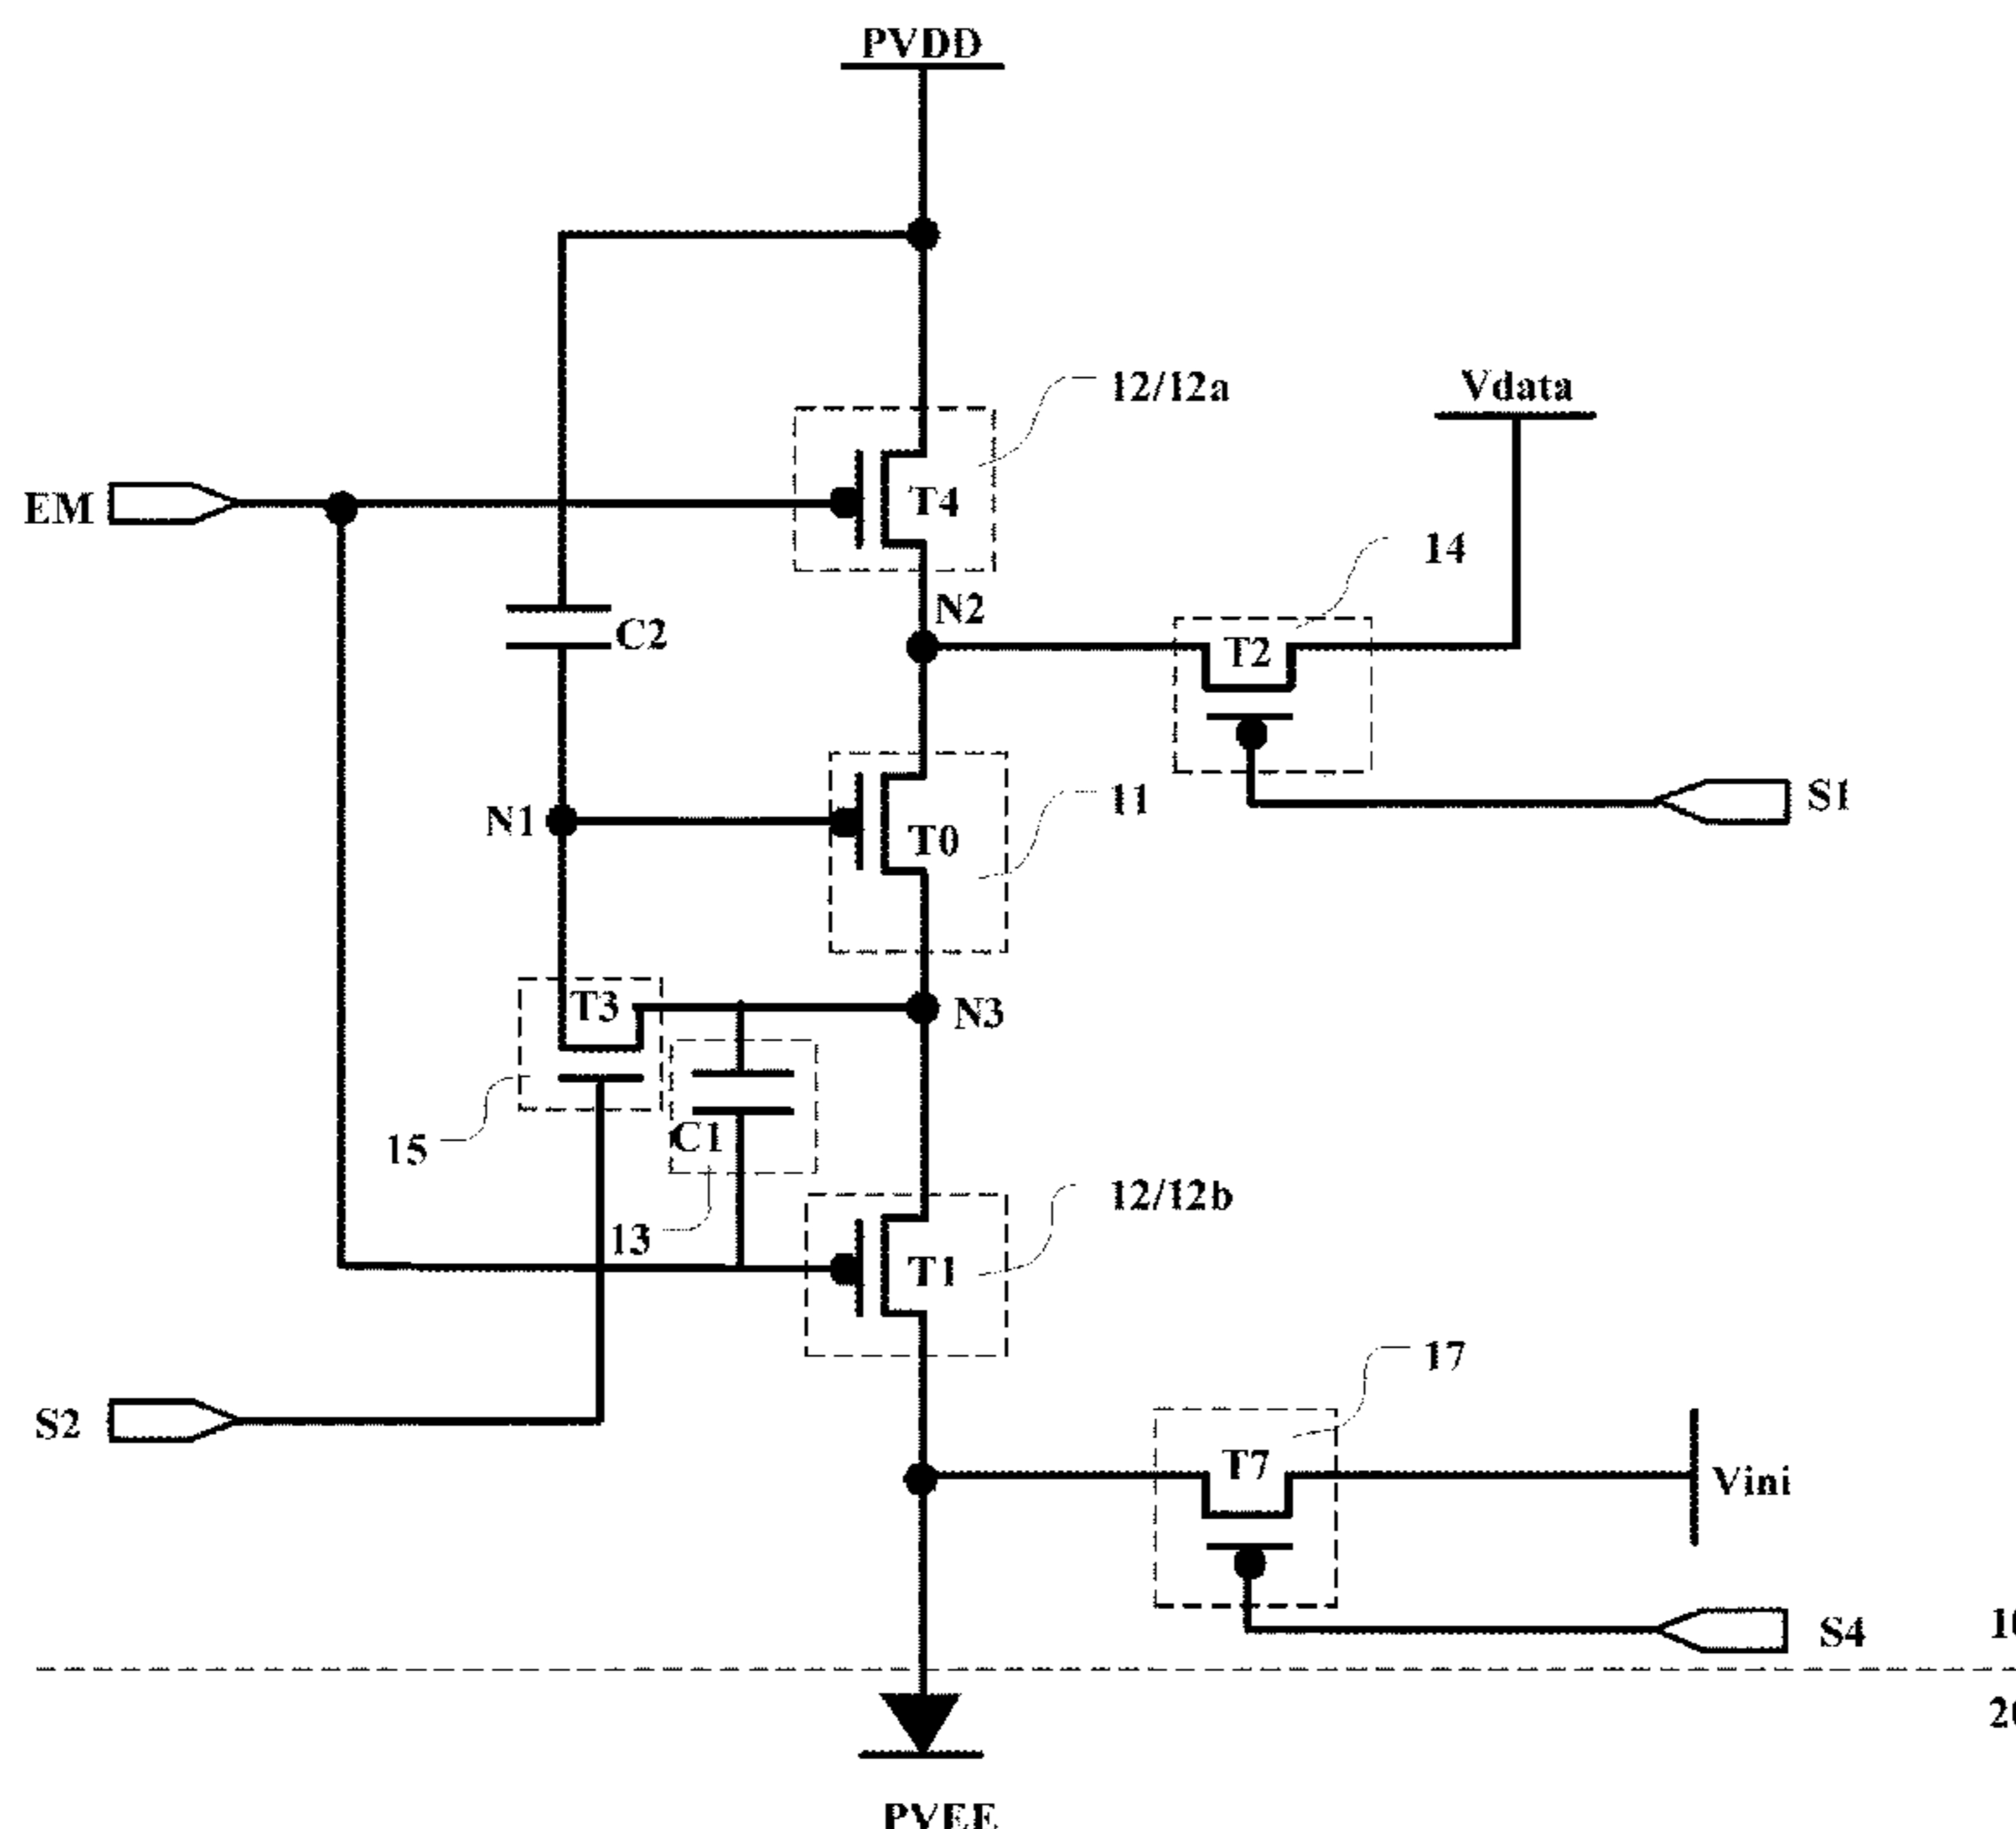 PVDD
12/12a
Vdata
EM
T4
14
N2
C2
T2
S1
N1
11
T0
T3
N3
15
C1
12/12b
13
T1
17
S2
T7
Vini
S4
PVEE